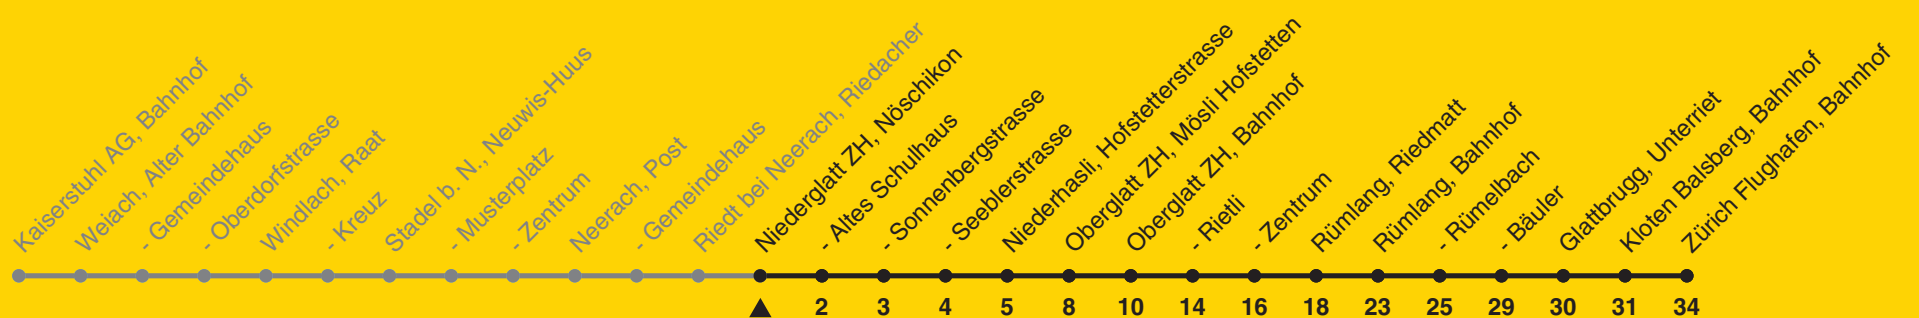 Kaiserstuhl AG, Bahnhof
Weiach, Alter Bahnhof
- Gemeindehaus
- Oberdorfstrasse
Windlach, Raat
- Kreuz
Stadel b. N., Neuwis-Huus
- Musterplatz
- Zentrum
Neerach, Post
- Gemeindehaus
Riedt bei Neerach, Riedacher
Niederglatt ZH, Nöschikon
- Altes Schulhaus
- Sonnenbergstrasse
- Seeblerstrasse
Niederhasli, Hofstetterstrasse
Oberglatt ZH, Mösli Hofstetten
Oberglatt ZH, Bahnhof
- Rietli
- Zentrum
Rümlang, Riedmatt
Rümlang, Bahnhof
- Rümelbach
- Bäuler
Glattbrugg, Unterriet
Kloten Balsberg, Bahnhof
Zürich Flughafen, Bahnhof
2 3 4 5 8 10 14 16 18 23 25 29 30 31 34